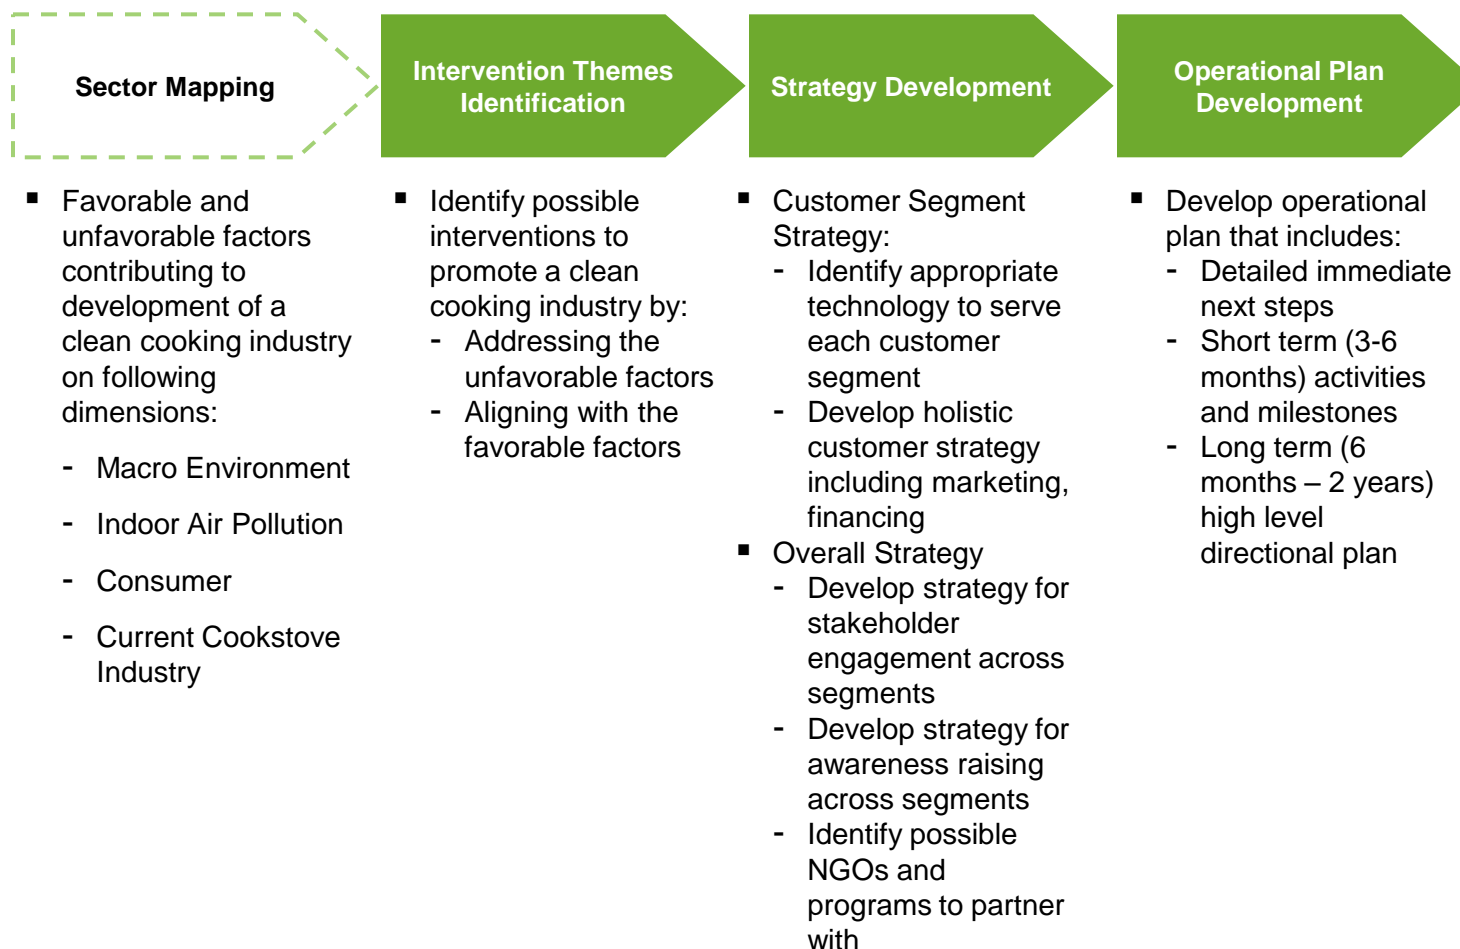 Sector Mapping
Intervention Themes
Identification
Strategy Development
Operational Plan
Development
▪ Favorable and
unfavorable factors
contributing to
development of a
clean cooking industry
on following
dimensions:
- Macro Environment
- Indoor Air Pollution
- Consumer
- Current Cookstove
Industry
▪ Identify possible
interventions to
promote a clean
cooking industry by:
- Addressing the
unfavorable factors
- Aligning with the
favorable factors
▪ Customer Segment
Strategy:
- Identify appropriate
technology to serve
each customer
segment
- Develop holistic
customer strategy
including marketing,
financing
▪ Overall Strategy
- Develop strategy for
stakeholder
engagement across
segments
- Develop strategy for
awareness raising
across segments
- Identify possible
NGOs and
programs to partner
with
▪ Develop operational
plan that includes:
- Detailed immediate
next steps
- Short term (3-6
months) activities
and milestones
- Long term (6
months – 2 years)
high level
directional plan